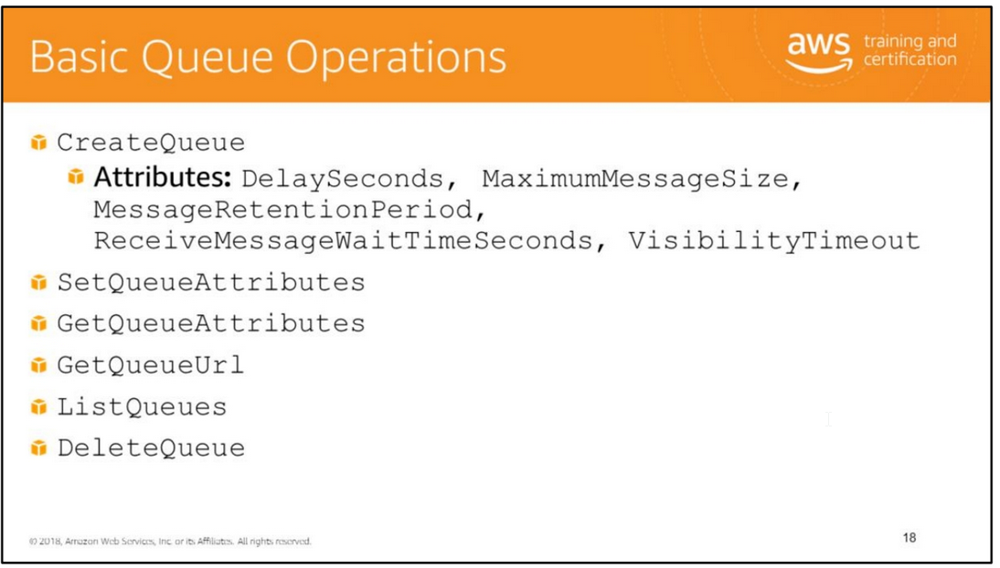 Basic Queue Operations
aws training and
certification
CreateQueue
Attributes: DelaySeconds, MaximumMessageSize,
MessageRetentionPeriod,
ReceiveMessageWaitTimeSeconds, VisibilityTimeout
SetQueueAttributes
GetQueueAttributes
GetQueueUrl
ListQueues
DeleteQueue
© 2018, Amazon Web Services, Inc. or its Affiliates. All rights reserved.
18